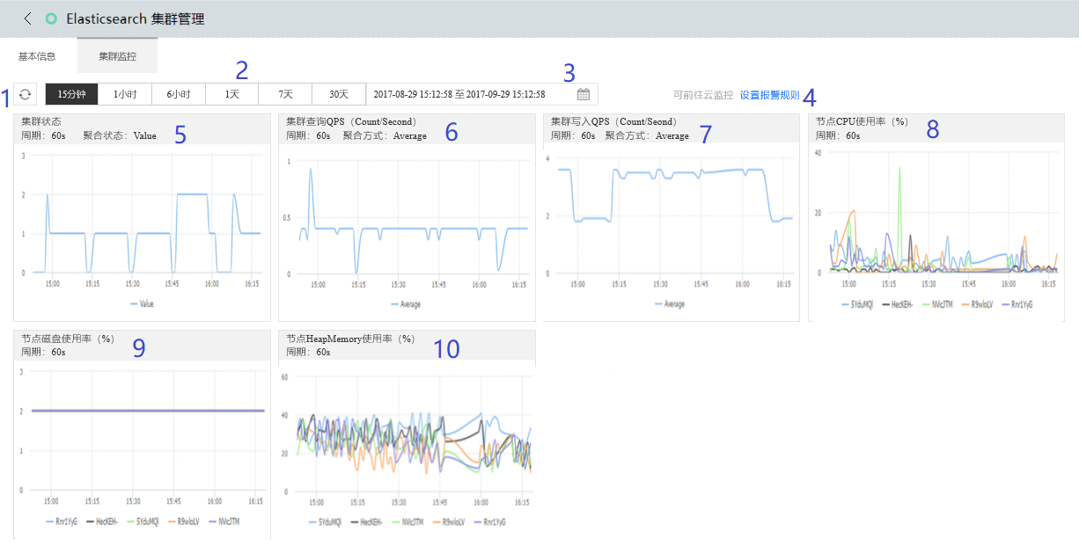 Elasticsearch 集群管理
基本信息 集群监控
1 15分钟 1小时 6小时 2 1天 7天 30天 2017-08-29 15:12:58 至 2017-09-29 15:12:58 3 可前往云监控 设置报警规则 4
集群状态
周期: 60s 聚合状态: Value
5
3
2
1
0
15:00 15:15 15:30 15:45 16:00 16:15
Value
集群查询QPS（Count/Second）
周期: 60s 聚合方式: Average
6
1
0.5
0
15:00 15:15 15:30 15:45 16:00 16:15
Average
集群写入QPS（Count/Seond）
周期: 60s 聚合方式: Average
7
4
2
0
15:00 15:15 15:30 15:45 16:00 16:15
Average
节点CPU使用率（%）
周期: 60s
8
40
20
0
15:00 15:15 15:30 15:45 16:00 16:15
SYduMQl HecKEH- NVlcJTM R9wloLV Rnr1YyG
节点磁盘使用率（%）
周期: 60s
9
3
2
1
0
15:00 15:15 15:30 15:45 16:00 16:15
Rnr1YyG HecKEH- SYduMQl R9wloLV NVlcJTM
节点HeapMemory使用率（%）
周期: 60s
10
60
40
20
0
15:00 15:15 15:30 15:45 16:00 16:15
SYduMQl HecKEH- NVlcJTM R9wloLV Rnr1YyG